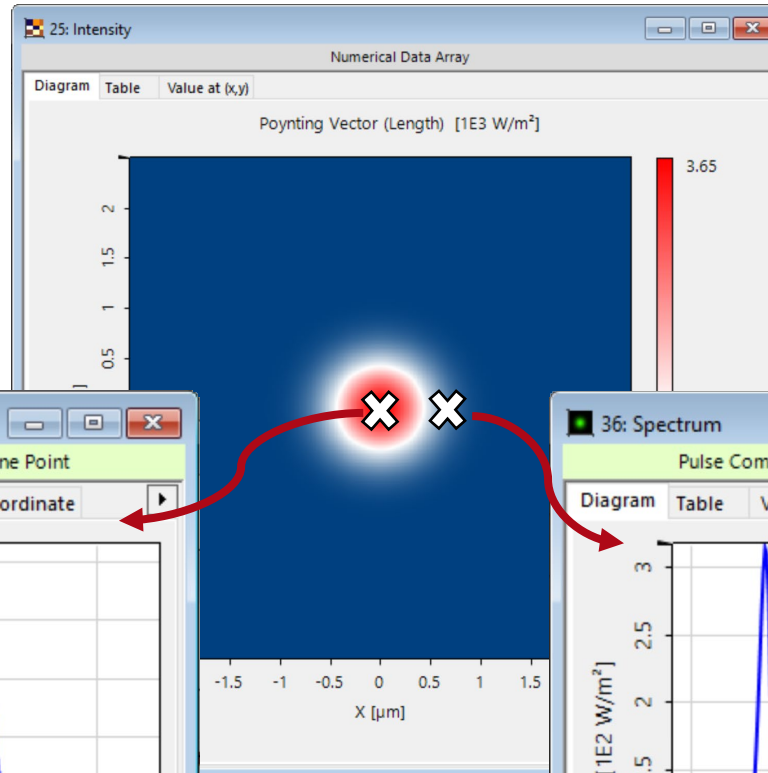 25: Intensity
Numerical Data Array
Diagram Table Value at (x,y)
Poynting Vector (Length) [1E3 W/m²]
3.65
2
1.5
1
0.5
-1.5 -1 -0.5 0 0.5 1 1.5
X [µm]
ne Point
ordinate
36: Spectrum
Pulse Com
Diagram Table V
3
2.5
2
.5
[1E2 W/m²]